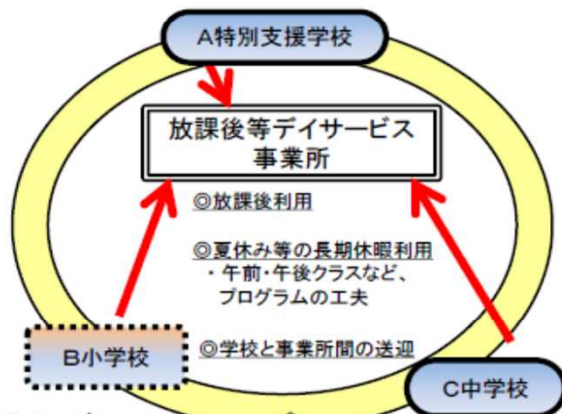 A特別支援学校
放課後等デイサービス
事業所
◎放課後利用
◎夏休み等の長期休暇利用
・午前・午後クラスなど、
プログラムの工夫
B小学校
◎学校と事業所間の送迎
C中学校